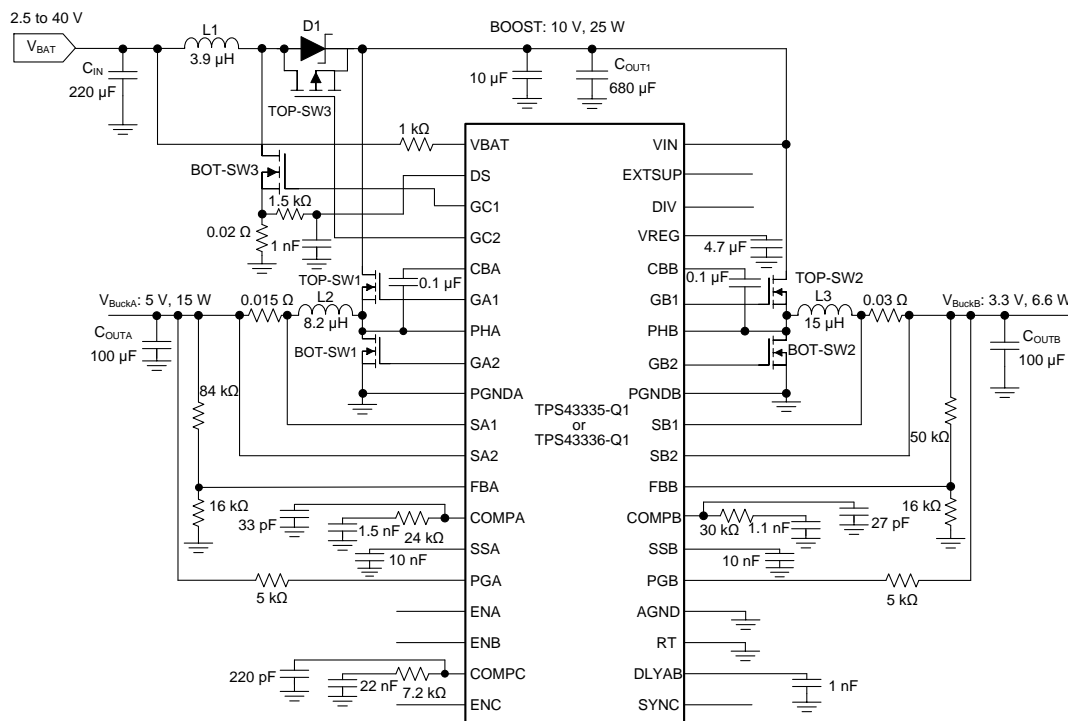 2.5 to 40 V
V_BAT
C_IN
220 µF
L1
3.9 µH
D1
TOP-SW3
BOOST: 10 V, 25 W
10 µF
C_OUT1
680 µF
1 kΩ
BOT-SW3
1.5 kΩ
0.02 Ω
1 nF
TOP-SW1
0.1 µF
V_BuckA: 5 V, 15 W
0.015 Ω
L2
8.2 µH
BOT-SW1
C_OUTA
100 µF
84 kΩ
16 kΩ
33 pF
1.5 nF
24 kΩ
10 nF
5 kΩ
220 pF
22 nF
7.2 kΩ
VBAT
DS
GC1
GC2
CBA
GA1
PHA
GA2
PGNDA
SA1
SA2
FBA
COMPA
SSA
PGA
ENA
ENB
COMPC
ENC
TPS43335-Q1
or
TPS43336-Q1
VIN
EXTSUP
DIV
VREG
CBB
GB1
PHB
GB2
PGNDB
SB1
SB2
FBB
COMPB
SSB
PGB
AGND
RT
DLYAB
SYNC
4.7 µF
0.1 µF
TOP-SW2
L3
15 µH
0.03 Ω
V_BuckB: 3.3 V, 6.6 W
BOT-SW2
C_OUTB
100 µF
50 kΩ
16 kΩ
30 kΩ
1.1 nF
27 pF
10 nF
5 kΩ
1 nF